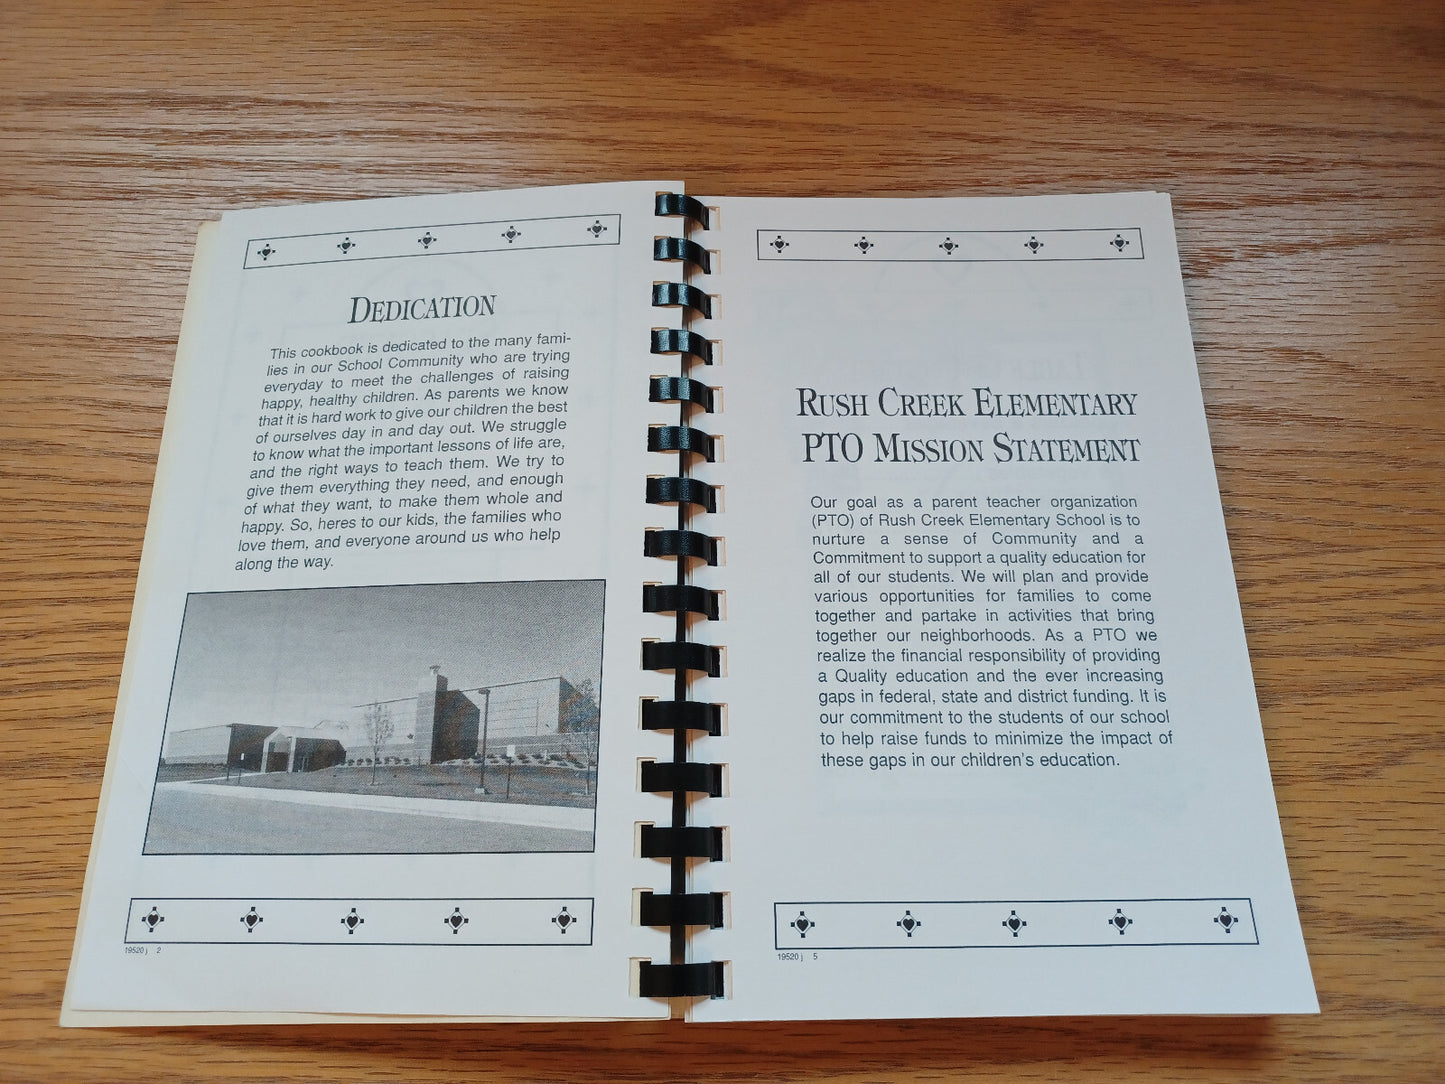 DEDICATION
This cookbook is dedicated to the many fami-
lies in our School Community who are trying
everyday to meet the challenges of raising
happy, healthy children. As parents we know
that it is hard work to give our children the best
of ourselves day in and day out. We struggle
to know what the important lessons of life are,
and the right ways to teach them. We try to
give them everything they need, and enough
of what they want, to make them whole and
happy. So, heres to our kids, the families who
love them, and everyone around us who help
along the way.
19520 j 2
RUSH CREEK ELEMENTARY
PTO MISSION STATEMENT
Our goal as a parent teacher organization
(PTO) of Rush Creek Elementary School is to
nurture a sense of Community and a
Commitment to support a quality education for
all of our students. We will plan and provide
various opportunities for families to come
together and partake in activities that bring
together our neighborhoods. As a PTO we
realize the financial responsibility of providing
a Quality education and the ever increasing
gaps in federal, state and district funding. It is
our commitment to the students of our school
to help raise funds to minimize the impact of
these gaps in our children's education.
19520 j 5